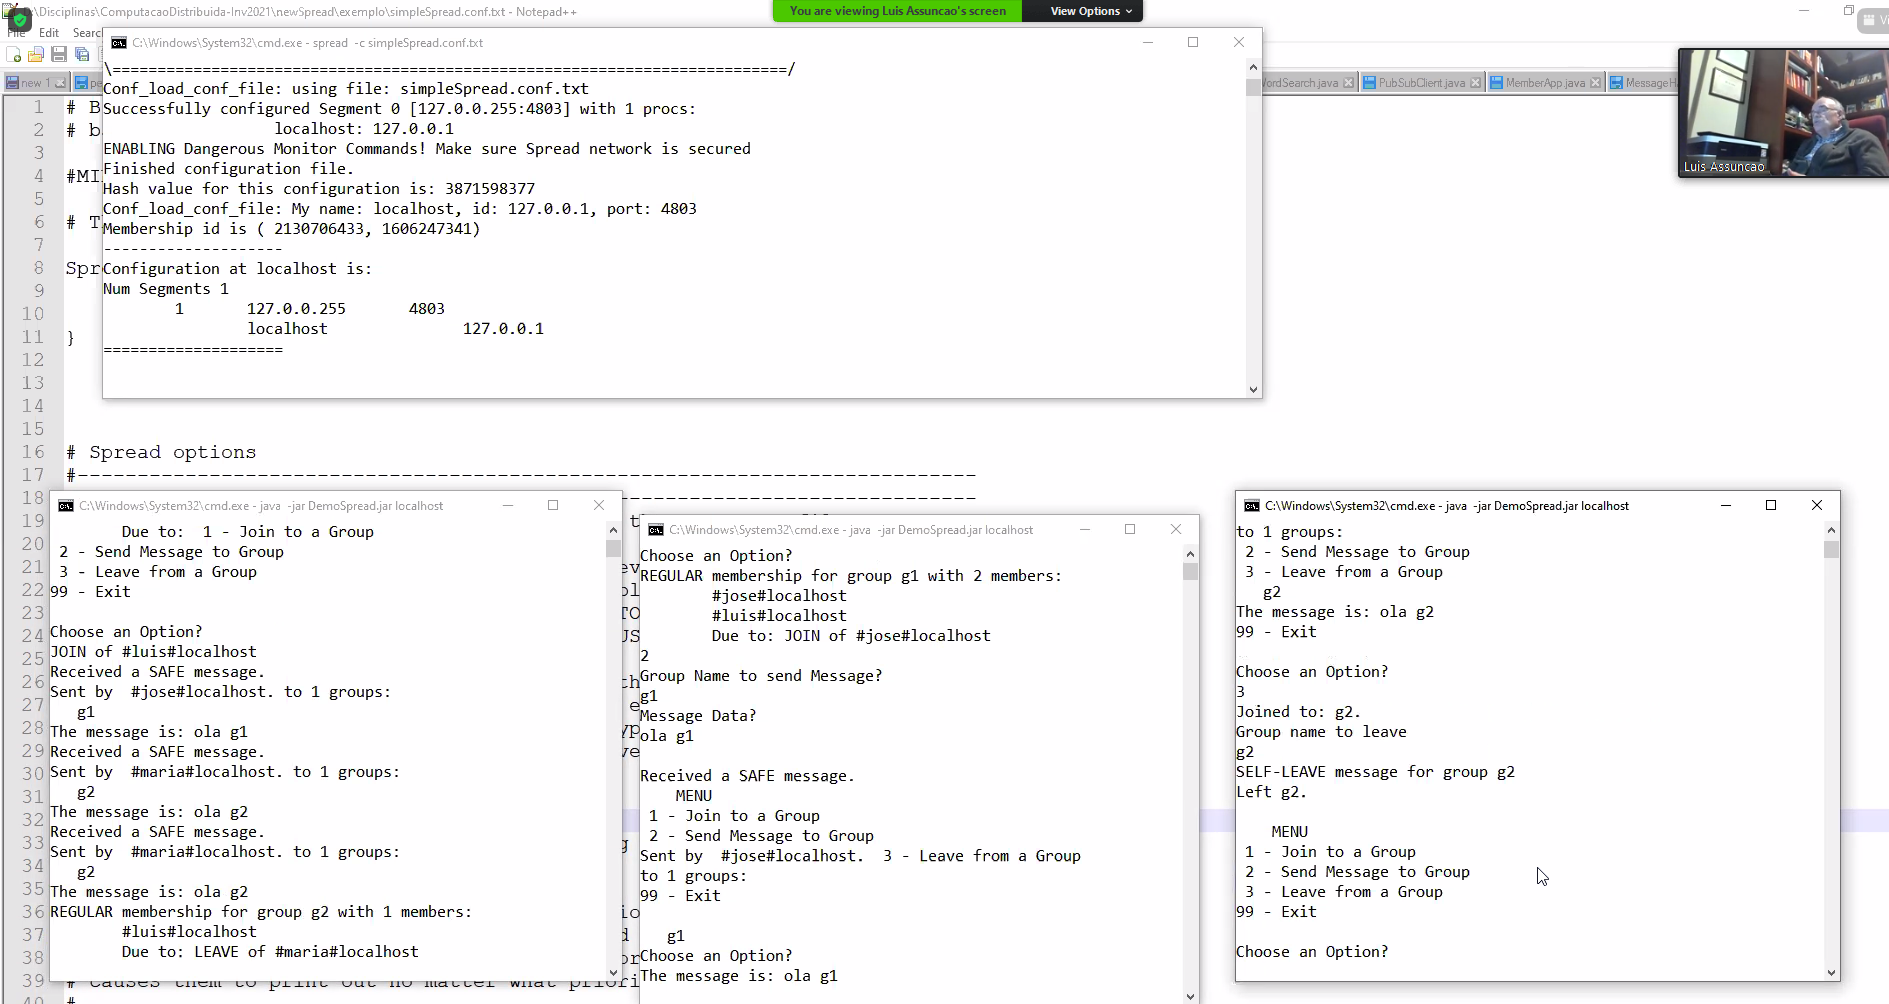 :\Disciplinas\ComputacaoDistribuida-Inv2021\newSpread\exemplo\simpleSpread.conf.txt - Notepad++
You are viewing Luis Assuncao's screen
View Options
File Edit Searc
C:\Windows\System32\cmd.exe - spread -c simpleSpread.conf.txt
new 1
ordSearch.java
PubSubClient.java
MemberApp.java
MessageHa
Luis Assuncao
1 # B
2 # b
3
4 #MI
5
6 # T
7
8 Spr
9
10
11 }
12
13
14
15
16 # Spread options
17 #---------------------------------------------------------------------------
18
19
20
21
22
23
24
25
26
27
28
29
30
31
32
33
34
35
36
37
38
39 # causes them to print out no matter what priori
40 #
\===========================================================================/
Conf_load_conf_file: using file: simpleSpread.conf.txt
Successfully configured Segment 0 [127.0.0.255:4803] with 1 procs:
localhost: 127.0.0.1
ENABLING Dangerous Monitor Commands! Make sure Spread network is secured
Finished configuration file.
Hash value for this configuration is: 3871598377
Conf_load_conf_file: My name: localhost, id: 127.0.0.1, port: 4803
Membership id is ( 2130706433, 1606247341)
--------------------
Configuration at localhost is:
Num Segments 1
1 127.0.0.255 4803
localhost 127.0.0.1
====================
C:\Windows\System32\cmd.exe - java -jar DemoSpread.jar localhost
Due to: 1 - Join to a Group
2 - Send Message to Group
3 - Leave from a Group
99 - Exit
Choose an Option?
JOIN of #luis#localhost
Received a SAFE message.
Sent by #jose#localhost. to 1 groups:
g1
The message is: ola g1
Received a SAFE message.
Sent by #maria#localhost. to 1 groups:
g2
The message is: ola g2
Received a SAFE message.
Sent by #maria#localhost. to 1 groups:
g2
The message is: ola g2
REGULAR membership for group g2 with 1 members:
#luis#localhost
Due to: LEAVE of #maria#localhost
C:\Windows\System32\cmd.exe - java -jar DemoSpread.jar localhost
Choose an Option?
REGULAR membership for group g1 with 2 members:
#jose#localhost
#luis#localhost
Due to: JOIN of #jose#localhost
2
Group Name to send Message?
g1
Message Data?
ola g1
Received a SAFE message.
MENU
1 - Join to a Group
2 - Send Message to Group
Sent by #jose#localhost. 3 - Leave from a Group
to 1 groups:
99 - Exit
g1
Choose an Option?
The message is: ola g1
C:\Windows\System32\cmd.exe - java -jar DemoSpread.jar localhost
to 1 groups:
2 - Send Message to Group
3 - Leave from a Group
g2
The message is: ola g2
99 - Exit
Choose an Option?
3
Joined to: g2.
Group name to leave
g2
SELF-LEAVE message for group g2
Left g2.
MENU
1 - Join to a Group
2 - Send Message to Group
3 - Leave from a Group
99 - Exit
Choose an Option?